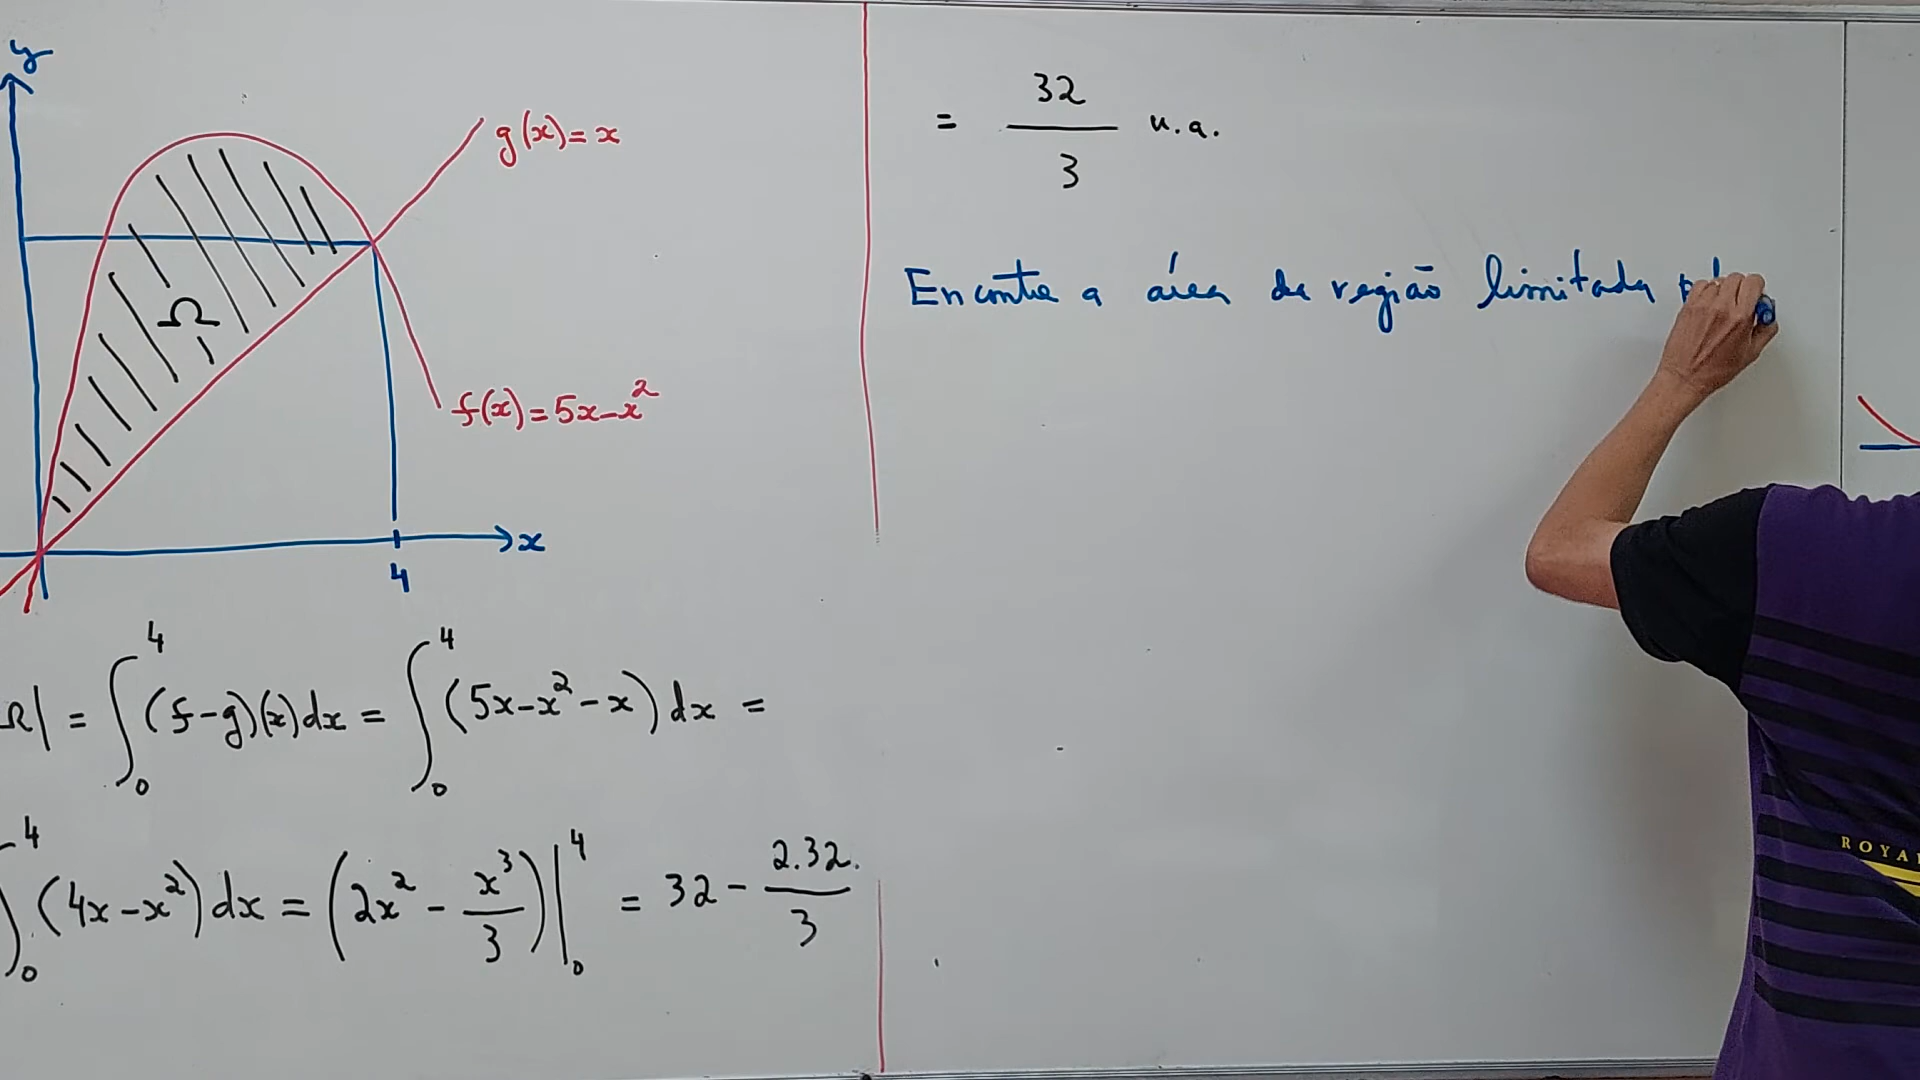 y
g(x)=x
Ω
f(x)=5x-x²
x
4
Ω| = ∫₀⁴ (f-g)(x)dx = ∫₀⁴ (5x-x²-x)dx =
∫₀⁴ (4x-x²)dx = (2x² - x³/3)|₀⁴ = 32 - 2.32/3
= 32/3 u.a.
Encontre a área da região limitada
ROYA